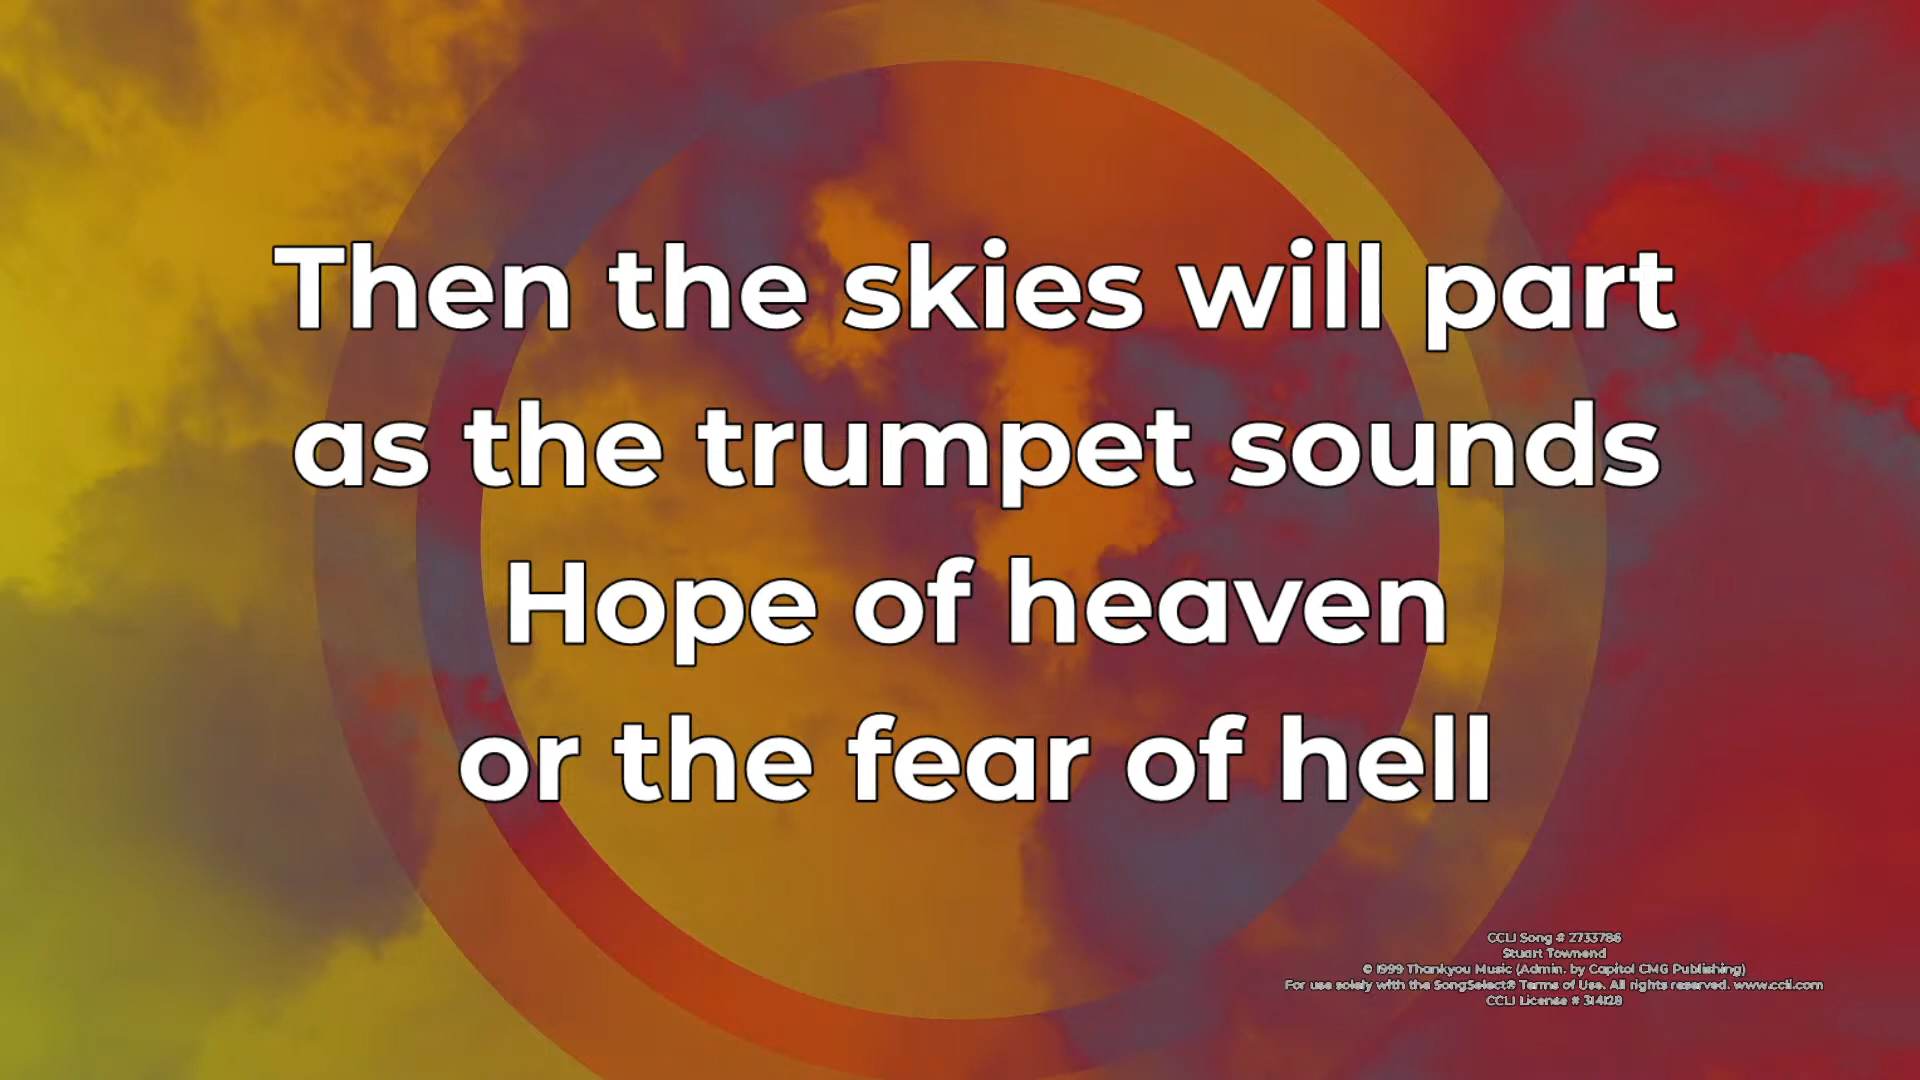 Then the skies will part
as the trumpet sounds
Hope of heaven
or the fear of hell
CCLI Song # 2733786
Stuart Townend
© 1999 Thankyou Music (Admin. by Capitol CMG Publishing)
For use solely with the SongSelect® Terms of Use. All rights reserved. www.ccli.com
CCLI License # 314128